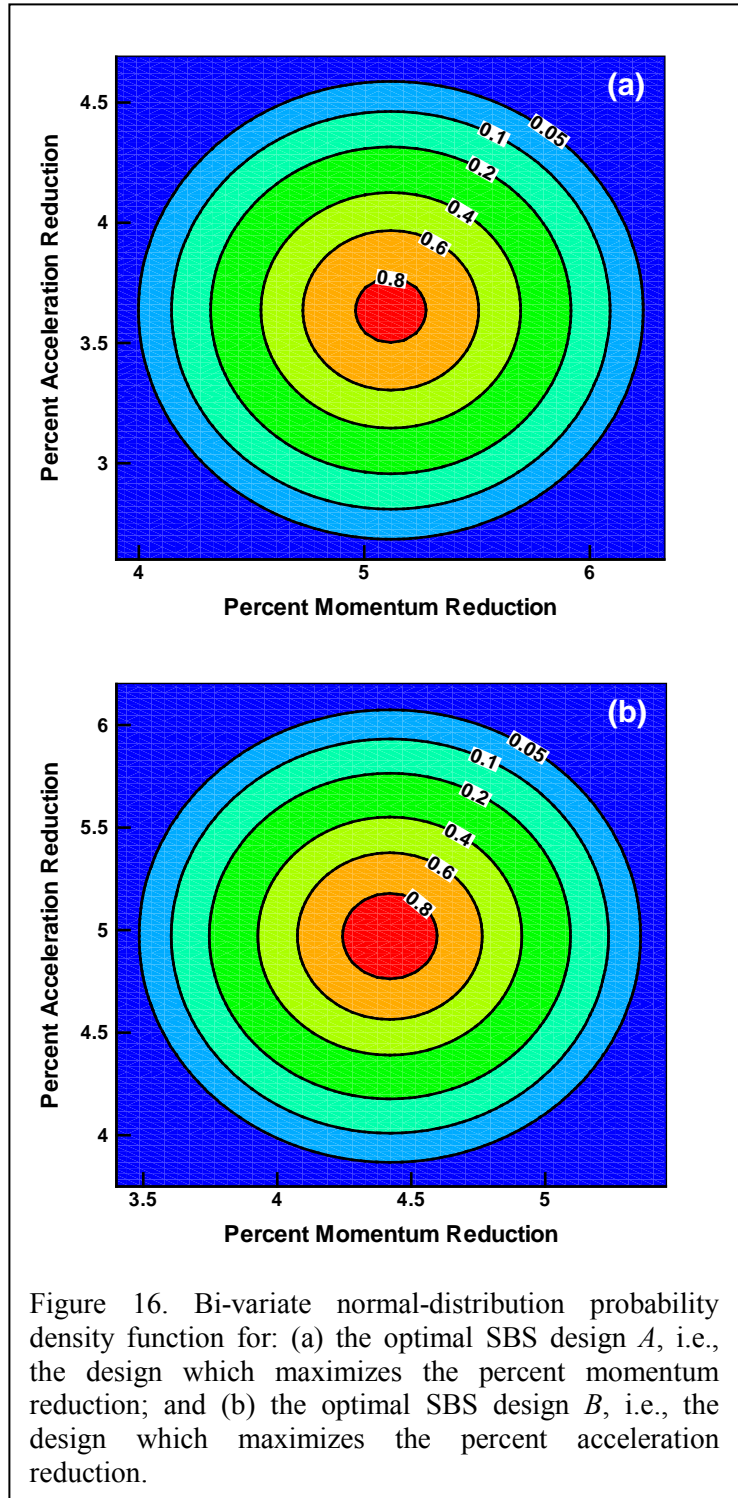 (a)
4.5
4
3.5
3
0.05
0.1
0.2
0.4
0.6
0.8
Percent Acceleration Reduction
4 5 6
Percent Momentum Reduction
(b)
6
5.5
5
4.5
4
0.05
0.1
0.2
0.4
0.6
0.8
Percent Acceleration Reduction
3.5 4 4.5 5
Percent Momentum Reduction
Figure 16. Bi-variate normal-distribution probability
density function for: (a) the optimal SBS design A, i.e.,
the design which maximizes the percent momentum
reduction; and (b) the optimal SBS design B, i.e., the
design which maximizes the percent acceleration
reduction.